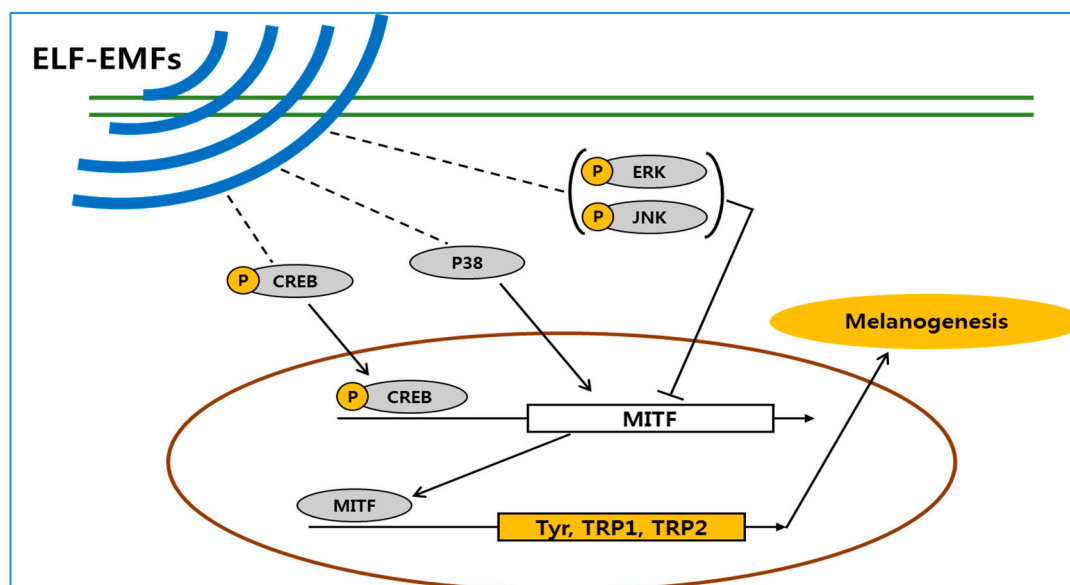 ELF-EMFs
P ERK
P JNK
P38
P CREB
Melanogenesis
P CREB
MITF
MITF
Tyr, TRP1, TRP2